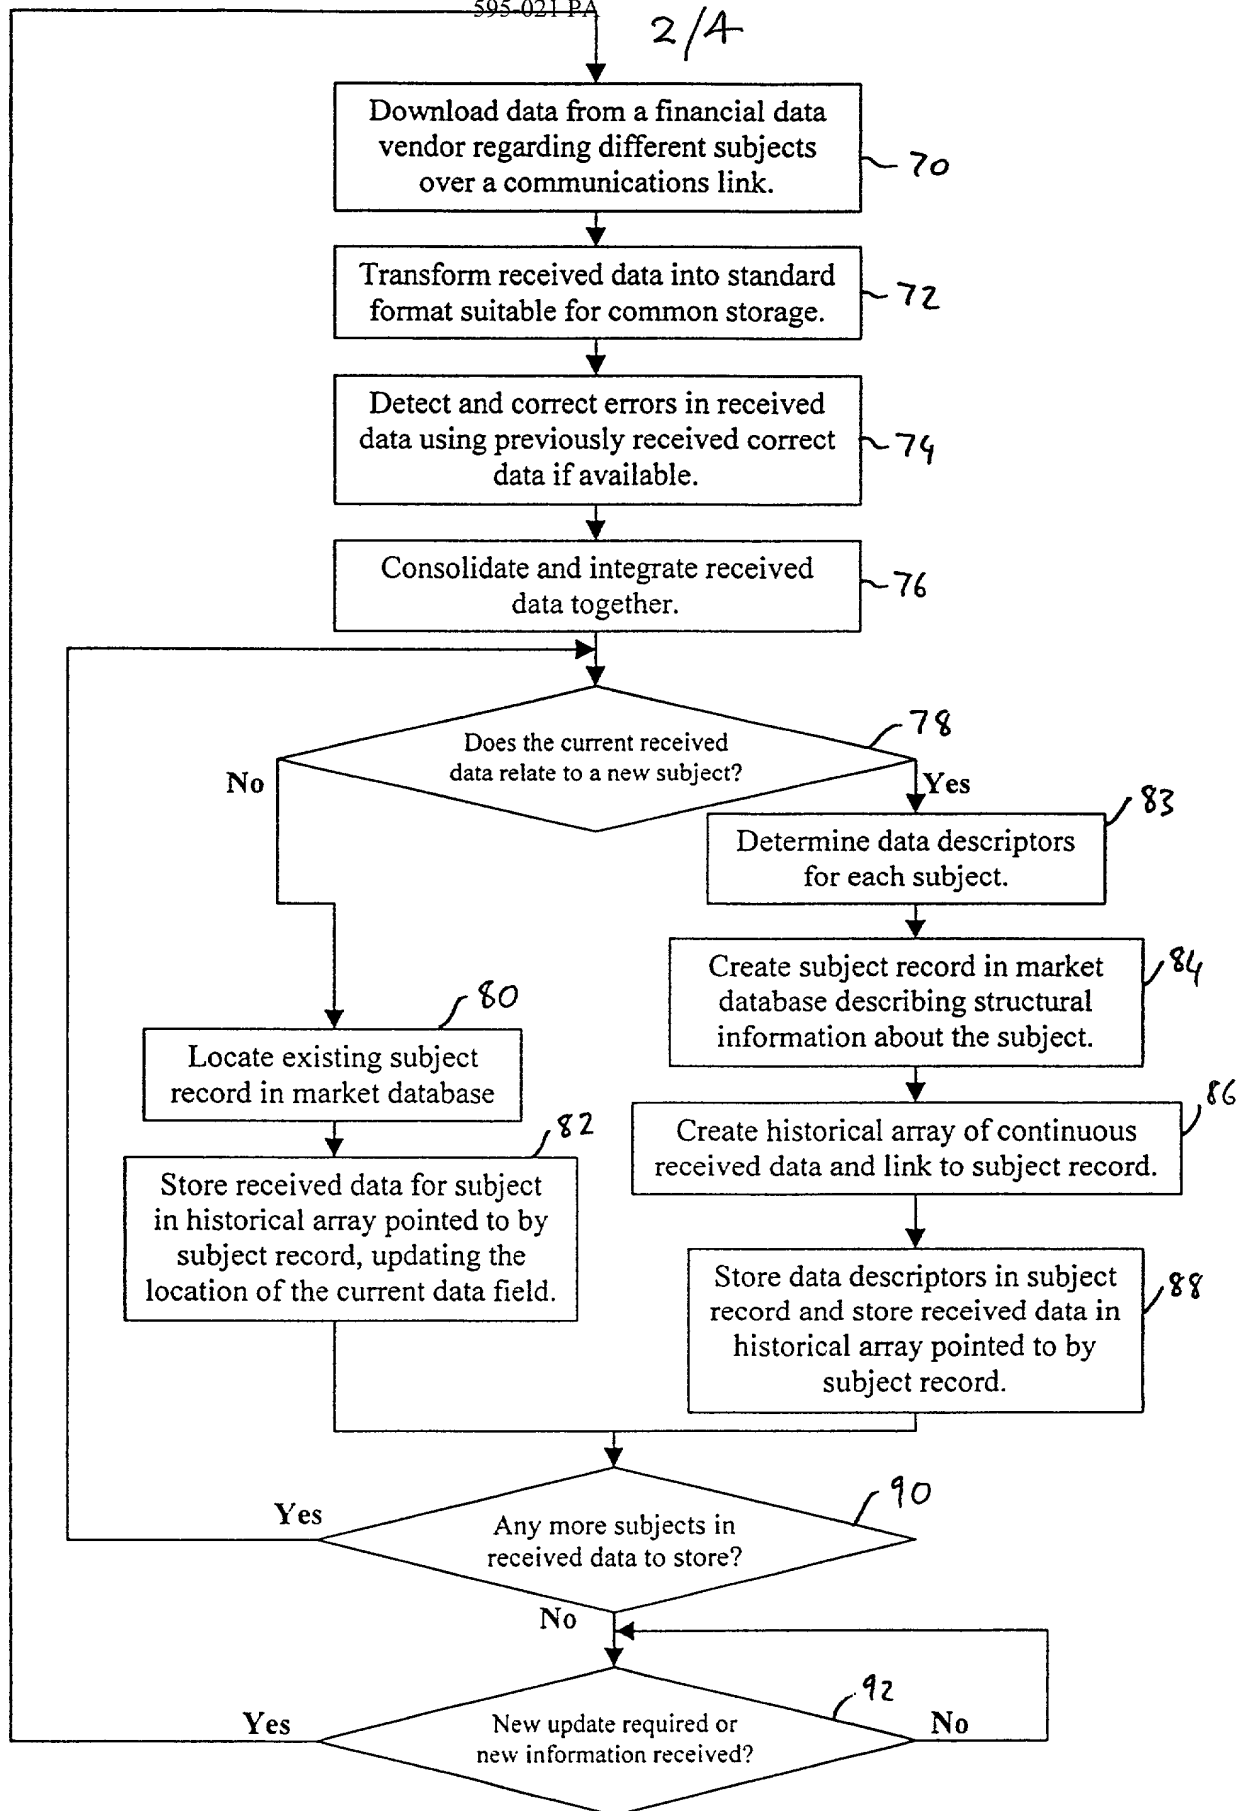 595-021 PA
2/4
Download data from a financial data
vendor regarding different subjects
over a communications link.
70
Transform received data into standard
format suitable for common storage.
72
Detect and correct errors in received
data using previously received correct
data if available.
74
Consolidate and integrate received
data together.
76
Does the current received
data relate to a new subject?
78
No
Yes
83
Determine data descriptors
for each subject.
Create subject record in market
database describing structural
information about the subject.
84
80
Locate existing subject
record in market database
86
Create historical array of continuous
received data and link to subject record.
82
Store received data for subject
in historical array pointed to by
subject record, updating the
location of the current data field.
Store data descriptors in subject
record and store received data in
historical array pointed to by
subject record.
88
90
Yes
Any more subjects in
received data to store?
No
92
Yes
New update required or
new information received?
No